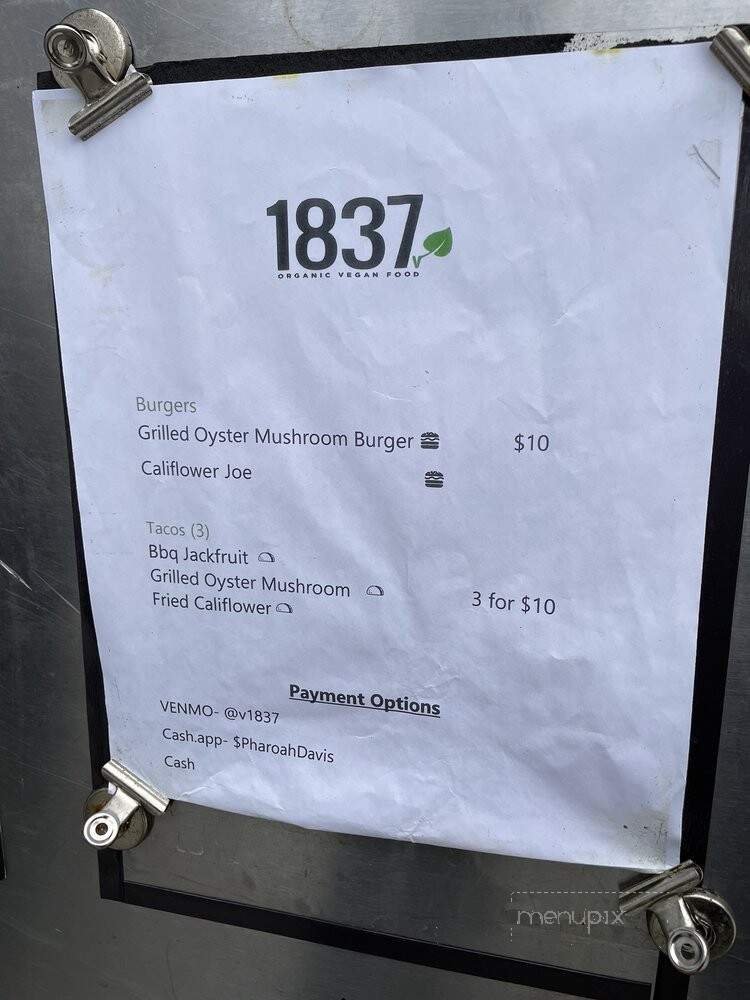 1837
ORGANIC VEGAN FOOD
Burgers
Grilled Oyster Mushroom Burger $10
Califlower Joe
Tacos (3)
Bbq Jackfruit
Grilled Oyster Mushroom
Fried Califlower 3 for $10
Payment Options
VENMO- @v1837
Cash.app- $PharoahDavis
Cash
menupix